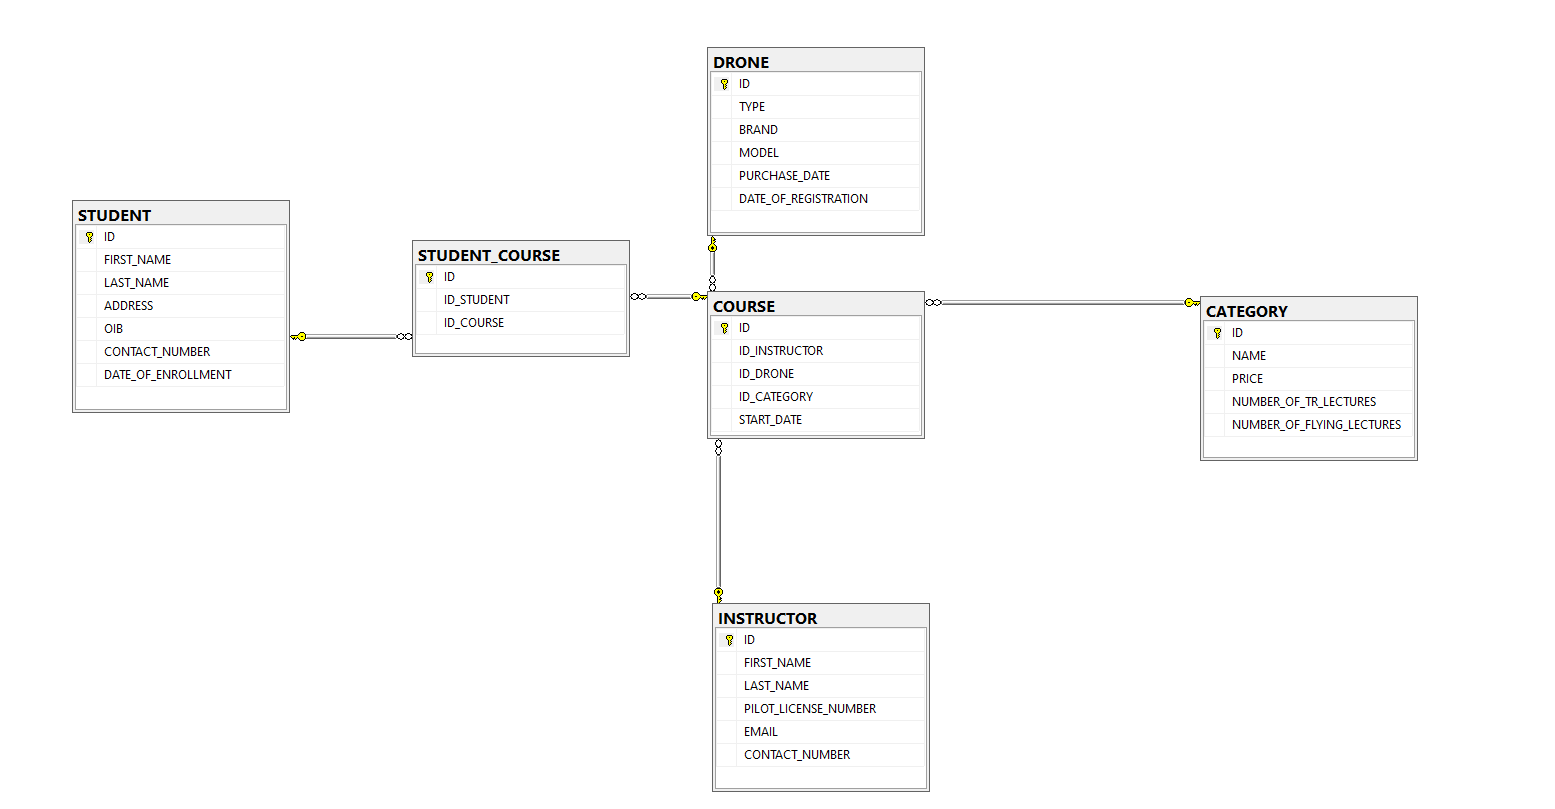 DRONE
ID
TYPE
BRAND
MODEL
PURCHASE_DATE
DATE_OF_REGISTRATION
STUDENT
ID
FIRST_NAME
LAST_NAME
ADDRESS
OIB
CONTACT_NUMBER
DATE_OF_ENROLLMENT
STUDENT_COURSE
ID
ID_STUDENT
ID_COURSE
COURSE
ID
ID_INSTRUCTOR
ID_DRONE
ID_CATEGORY
START_DATE
CATEGORY
ID
NAME
PRICE
NUMBER_OF_TR_LECTURES
NUMBER_OF_FLYING_LECTURES
INSTRUCTOR
ID
FIRST_NAME
LAST_NAME
PILOT_LICENSE_NUMBER
EMAIL
CONTACT_NUMBER